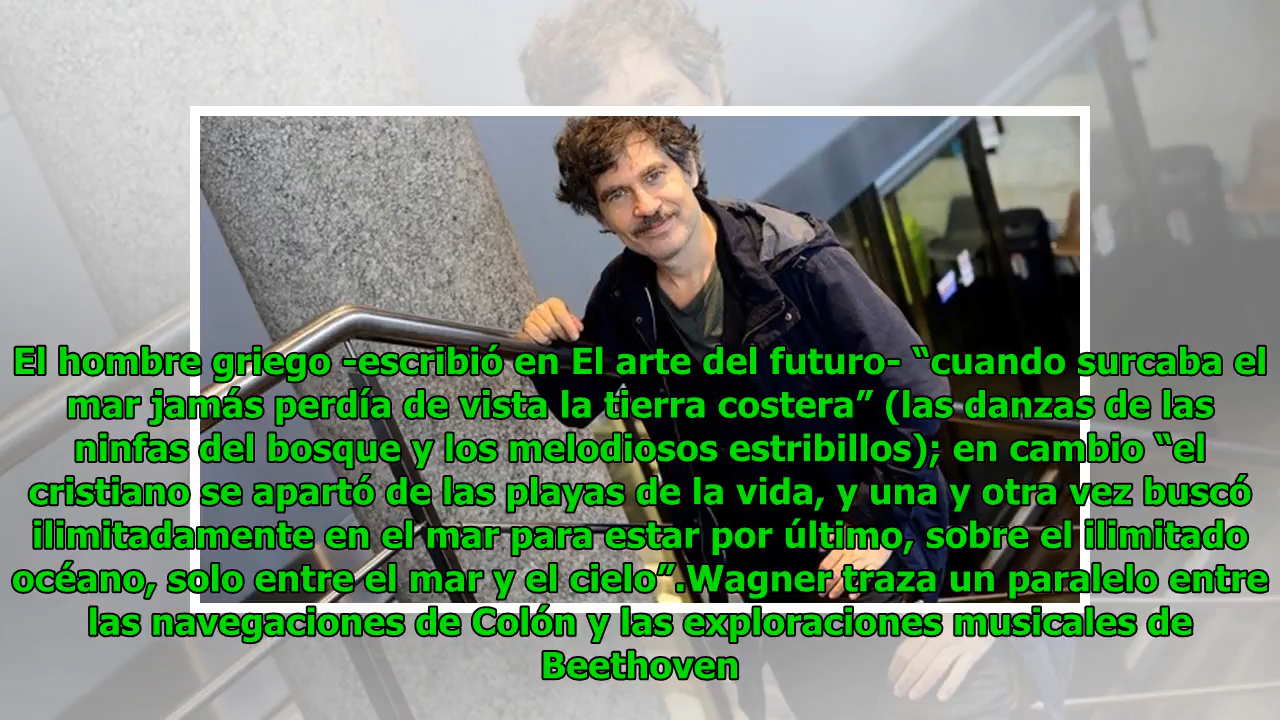 El hombre griego -escribió en El arte del futuro- “cuando surcaba el
mar jamás perdía de vista la tierra costera” (las danzas de las
ninfas del bosque y los melodiosos estribillos); en cambio “el
cristiano se apartó de las playas de la vida, y una y otra vez buscó
ilimitadamente en el mar para estar por último, sobre el ilimitado
océano, solo entre el mar y el cielo”.Wagner traza un paralelo entre
las navegaciones de Colón y las exploraciones musicales de
Beethoven